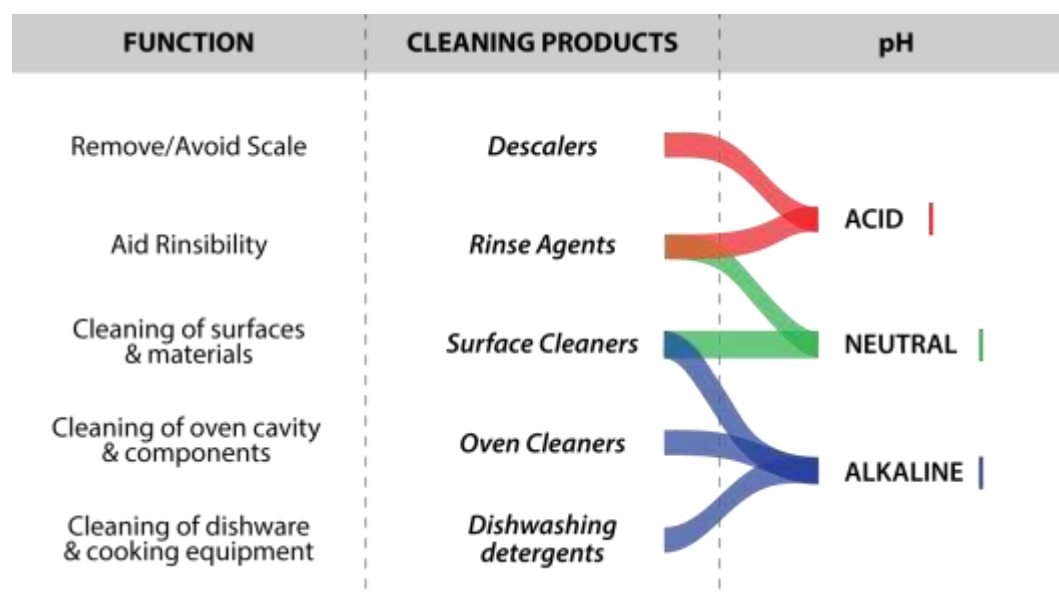 FUNCTION
CLEANING PRODUCTS
pH
Remove/Avoid Scale
Descalers
ACID
Aid Rinsibility
Rinse Agents
Cleaning of surfaces
& materials
Surface Cleaners
NEUTRAL
Cleaning of oven cavity
& components
Oven Cleaners
ALKALINE
Cleaning of dishware
& cooking equipment
Dishwashing
detergents